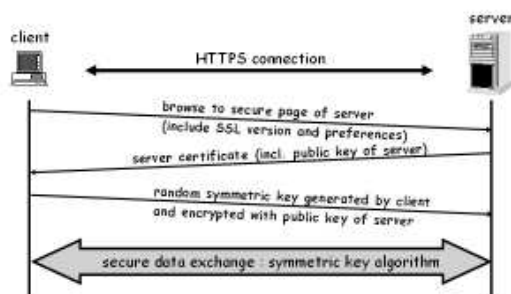 server
client
HTTPS connection
browse to secure page of server
(include SSL version and preferences)
server certificate (incl. public key of server)
random symmetric key generated by client
and encrypted with public key of server
secure data exchange : symmetric key algorithm